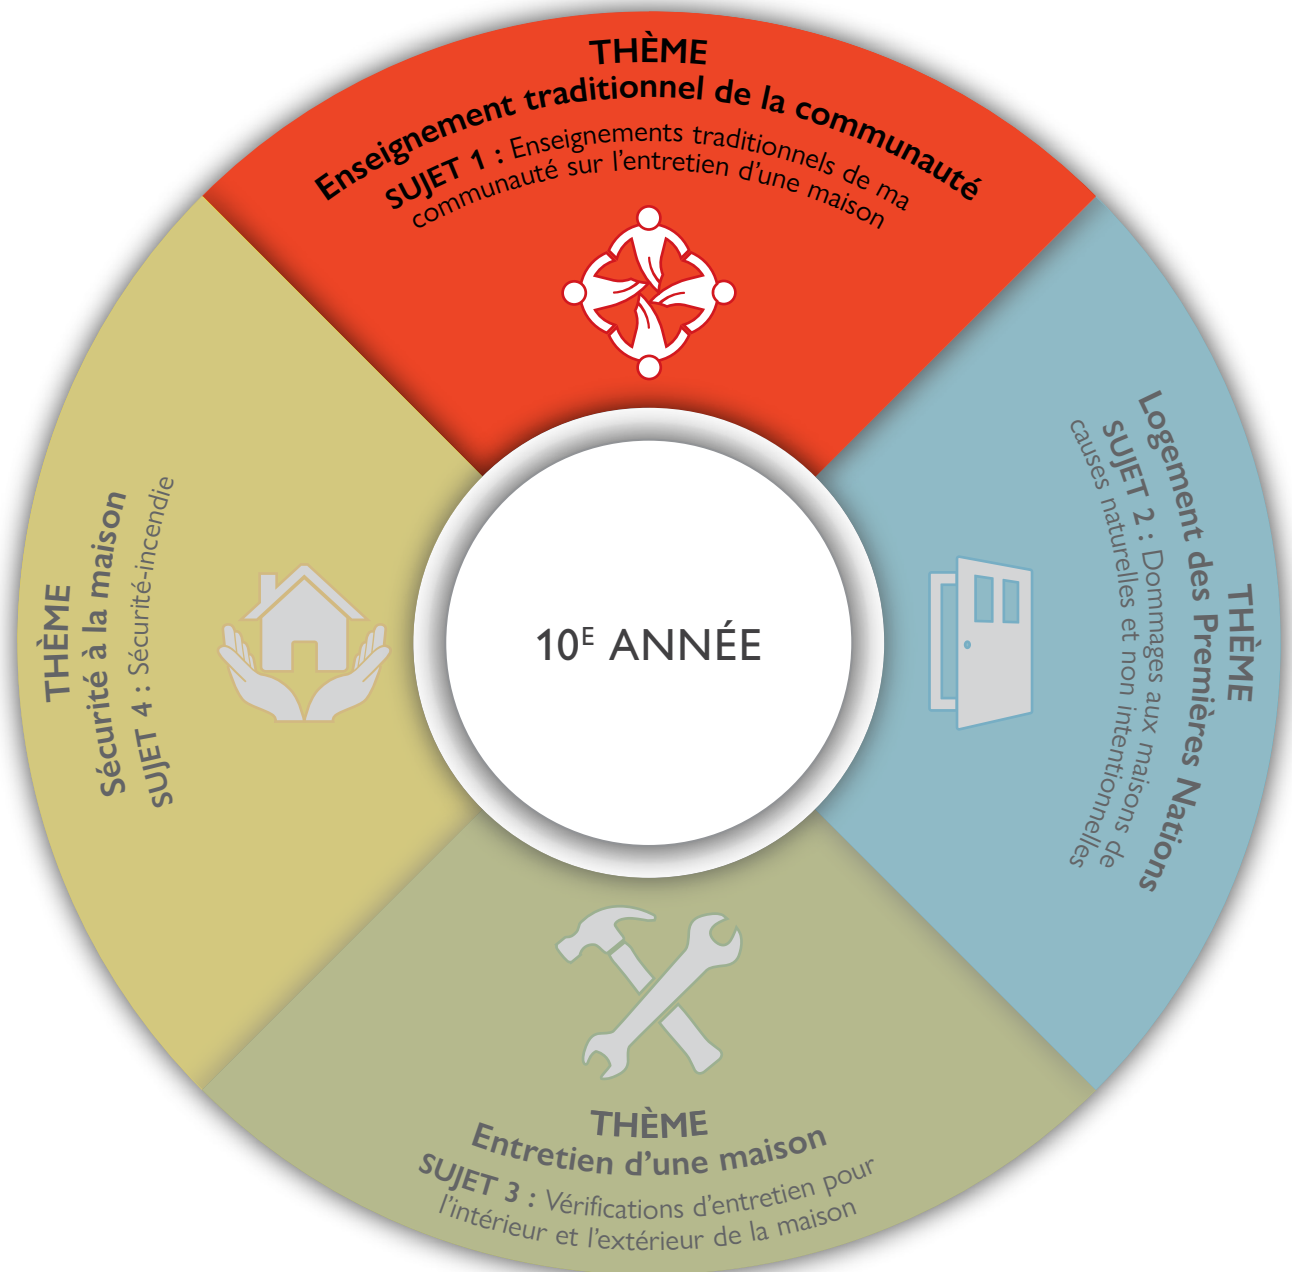 THÈME
Enseignement traditionnel de la communauté
SUJET 1 : Enseignements traditionnels de ma
communauté sur l’entretien d’une maison
THÈME
Logement des Premières Nations
SUJET 2 : Dommages aux maisons de
causes naturelles et non intentionnelles
THÈME
Entretien d’une maison
SUJET 3 : Vérifications d’entretien pour
l’intérieur et l’extérieur de la maison
THÈME
Sécurité à la maison
SUJET 4 : Sécurité-incendie
10E ANNÉE